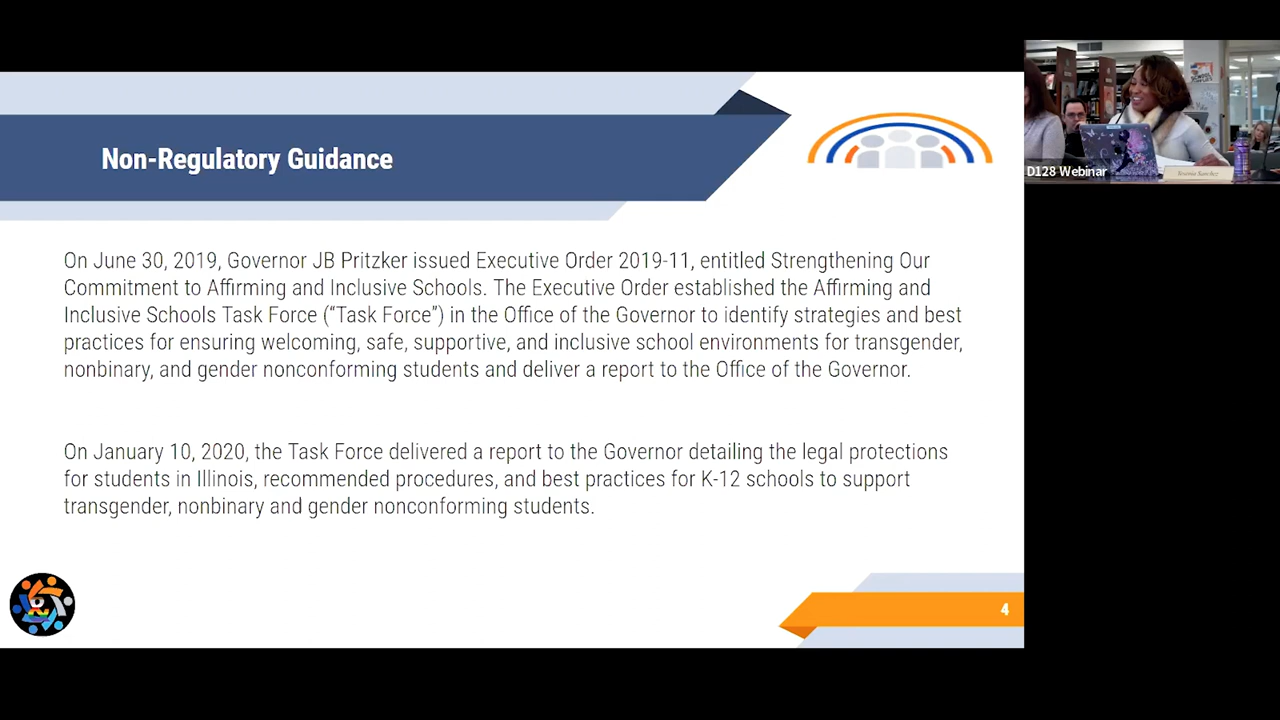 Non-Regulatory Guidance
D128 Webinar
On June 30, 2019, Governor JB Pritzker issued Executive Order 2019-11, entitled Strengthening Our
Commitment to Affirming and Inclusive Schools. The Executive Order established the Affirming and
Inclusive Schools Task Force (“Task Force”) in the Office of the Governor to identify strategies and best
practices for ensuring welcoming, safe, supportive, and inclusive school environments for transgender,
nonbinary, and gender nonconforming students and deliver a report to the Office of the Governor.
On January 10, 2020, the Task Force delivered a report to the Governor detailing the legal protections
for students in Illinois, recommended procedures, and best practices for K-12 schools to support
transgender, nonbinary and gender nonconforming students.
4